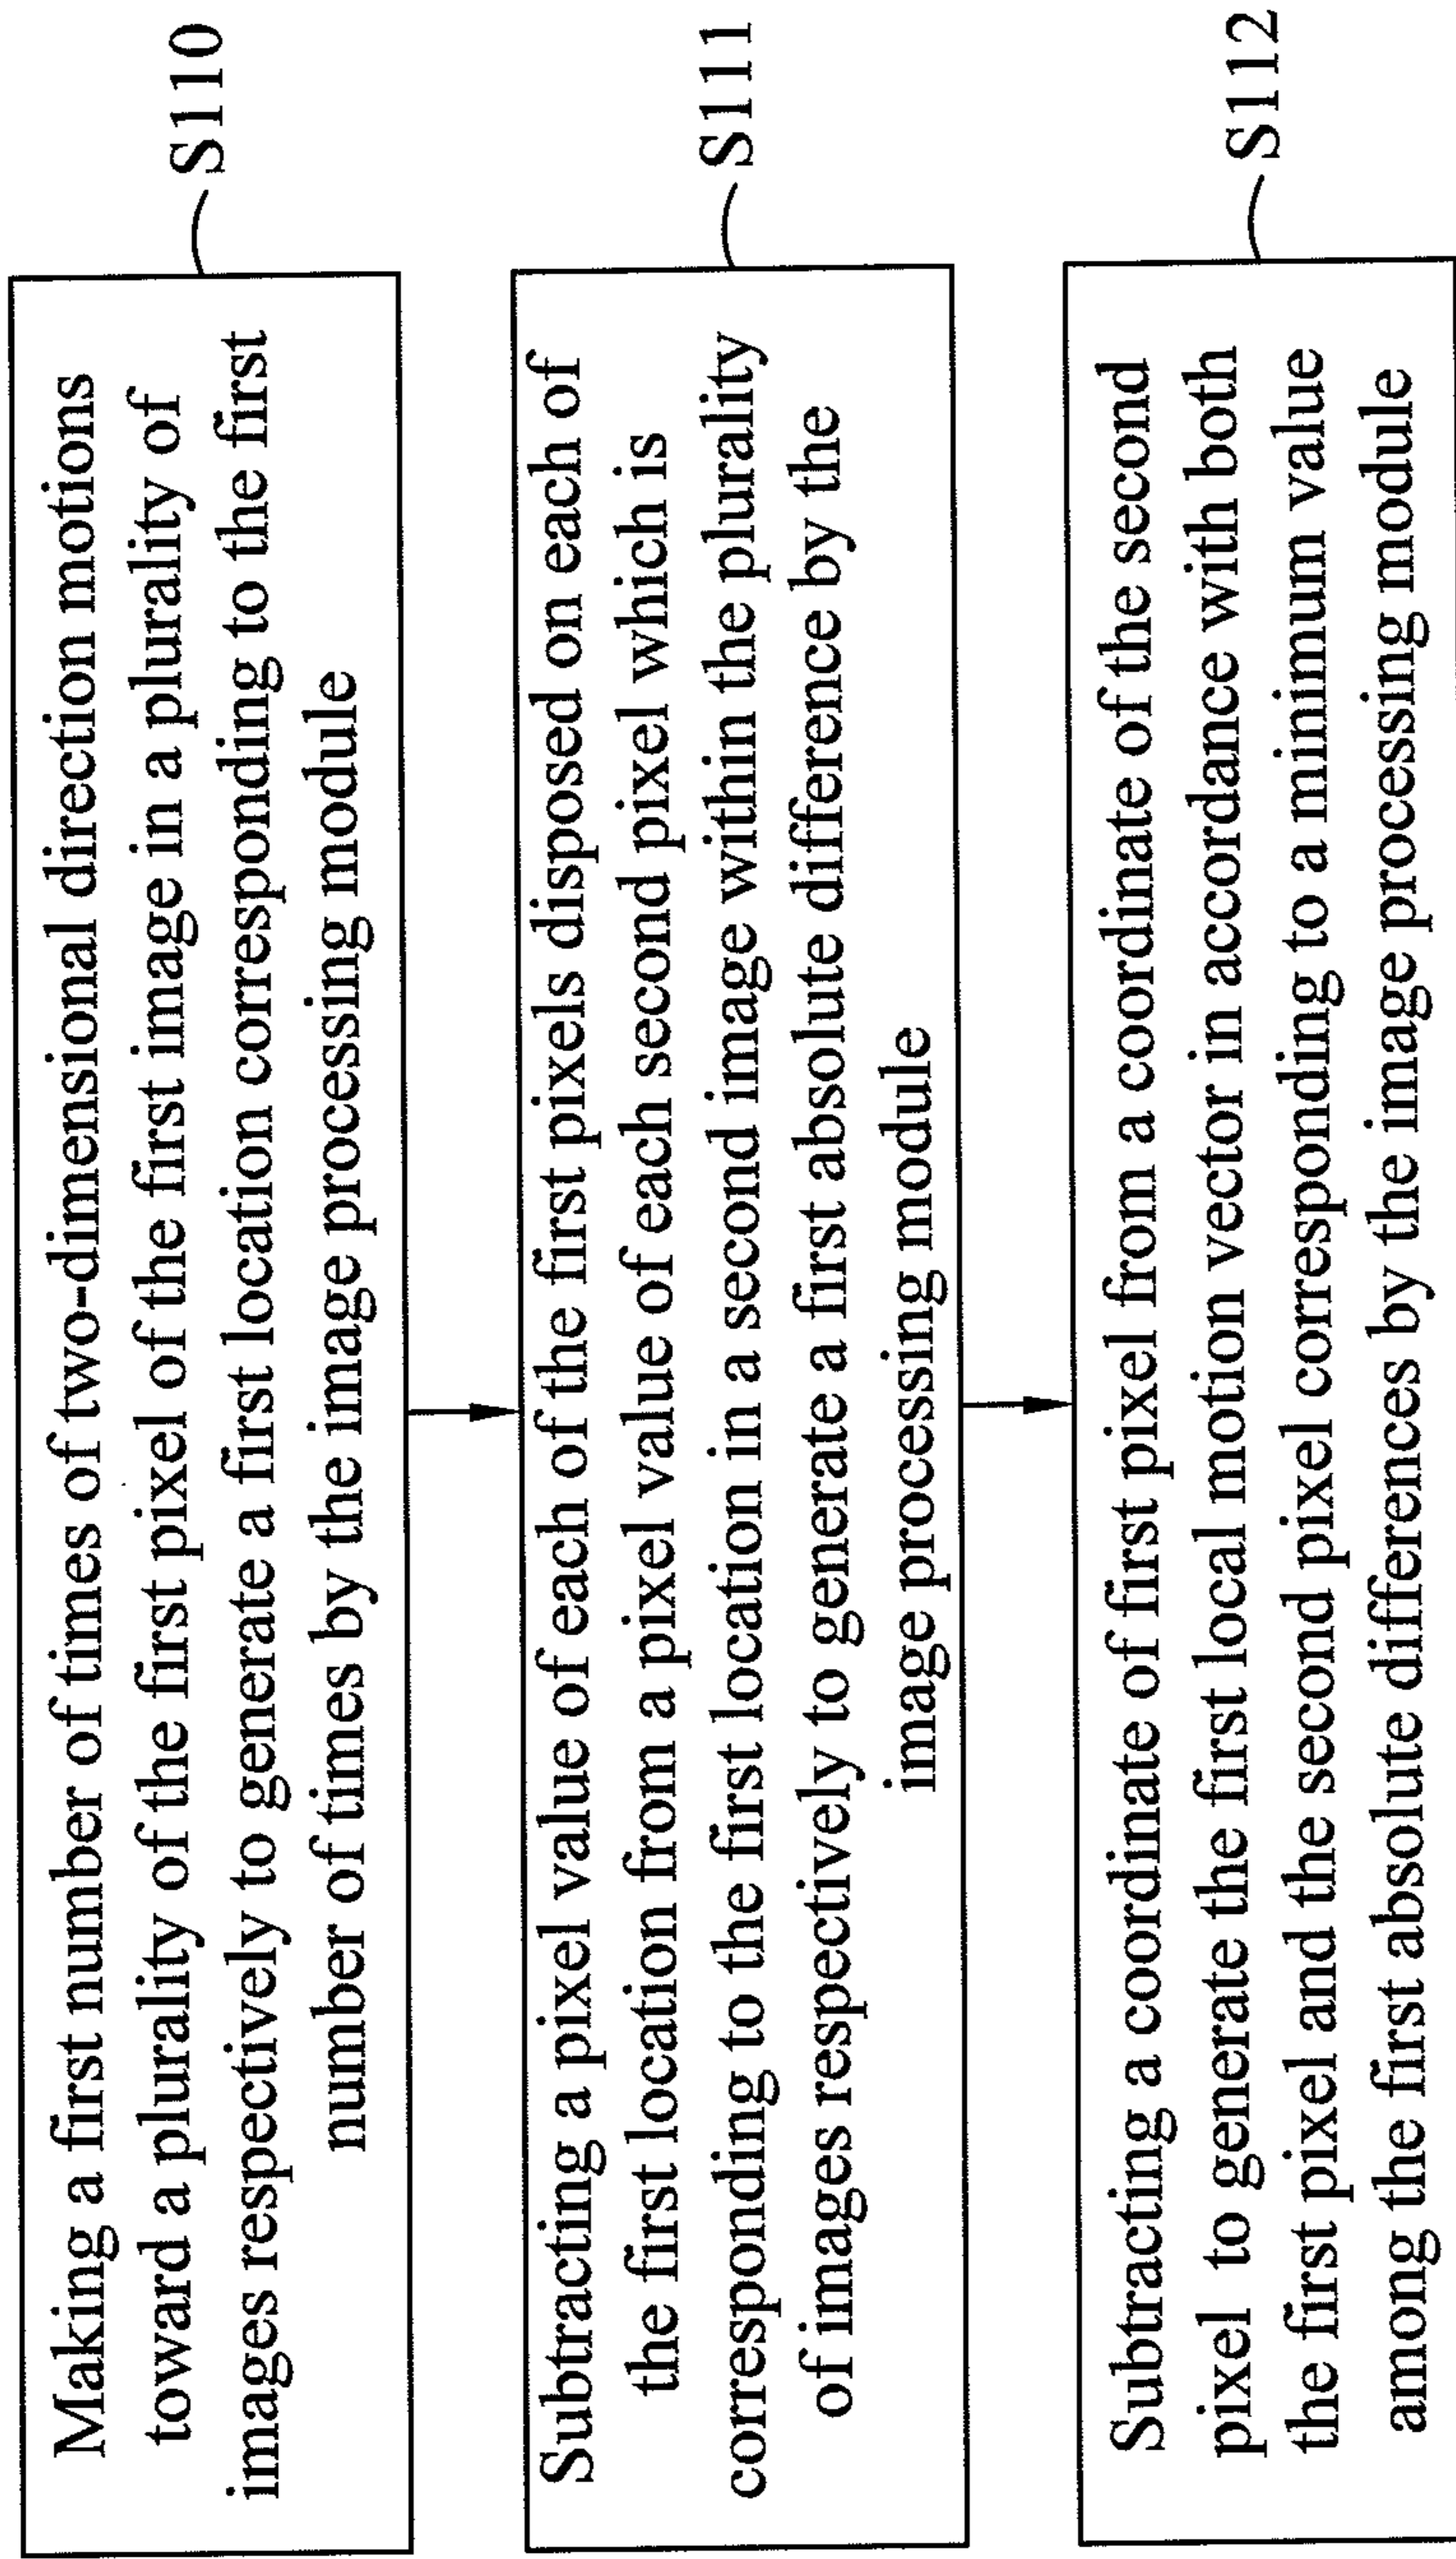 Making a first number of times of two-dimensional direction motions
toward a plurality of the first pixel of the first image in a plurality of
images respectively to generate a first location corresponding to the first
number of times by the image processing module
S110
Subtracting a pixel value of each of the first pixels disposed on each of
the first location from a pixel value of each second pixel which is
corresponding to the first location in a second image within the plurality
of images respectively to generate a first absolute difference by the
image processing module
S111
Subtracting a coordinate of first pixel from a coordinate of the second
pixel to generate the first local motion vector in accordance with both
the first pixel and the second pixel corresponding to a minimum value
among the first absolute differences by the image processing module
S112